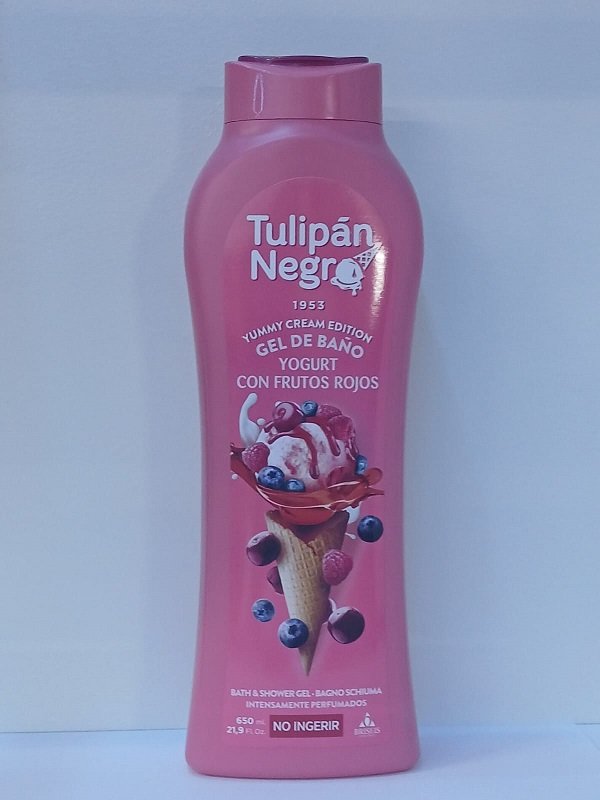 Tulipán
Negro
1953
YUMMY CREAM EDITION
GEL DE BAÑO
YOGURT
CON FRUTOS ROJOS
BATH & SHOWER GEL • BAGNO SCHIUMA
INTENSAMENTE PERFUMADOS
650 ml.
21,9 Fl. Oz.
NO INGERIR
BRISEIS